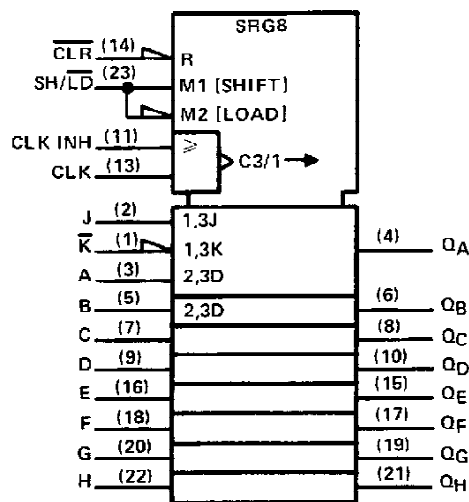 SRG8
CLR (14) R
SH/LD (23) M1 [SHIFT]
M2 [LOAD]
CLK INH (11) ≥
CLK (13) C3/1
J (2) 1,3J
K (1) 1,3K (4) QA
A (3) 2,3D
B (5) 2,3D (6) QB
C (7) (8) QC
D (9) (10) QD
E (16) (15) QE
F (18) (17) QF
G (20) (19) QG
H (22) (21) QH